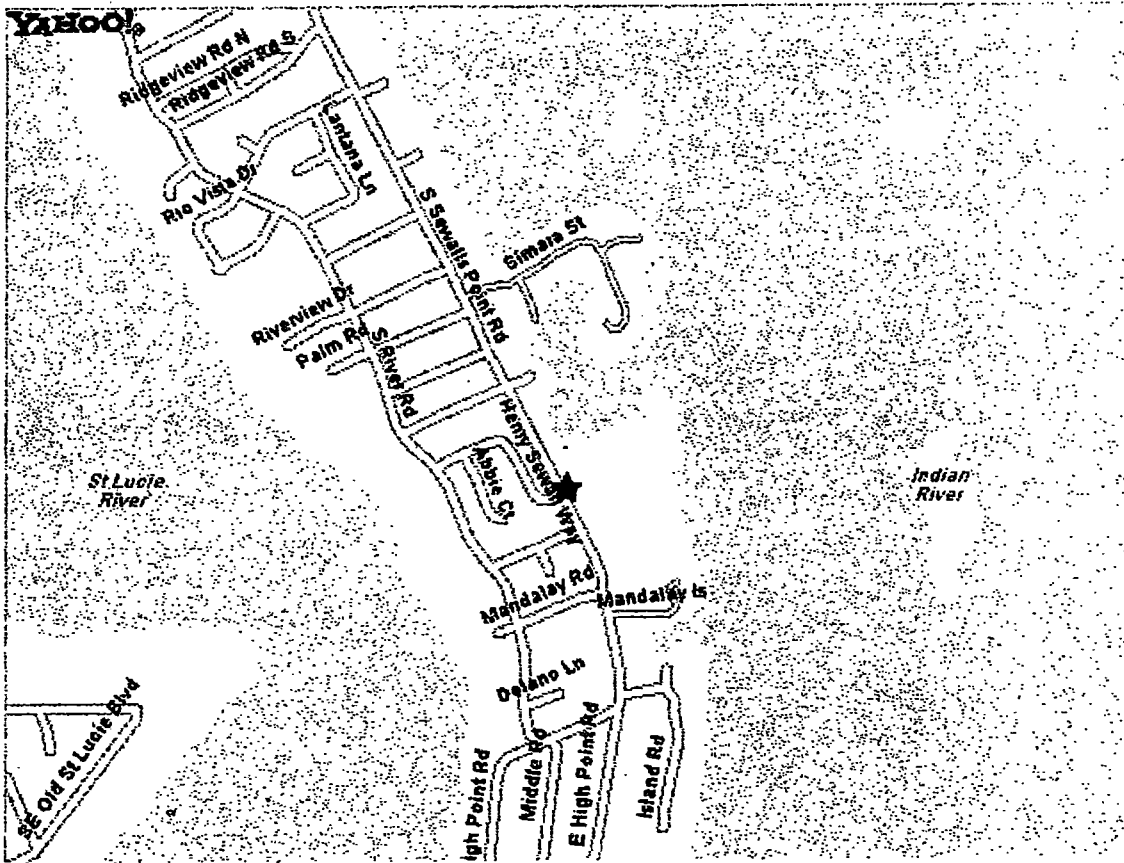 YAHOO!
Ridgeview Rd N
Ridgeview Rd S
Lantana Ln
Rio Vista Dr
S Sewalls Point Rd
Simara St
Riverview Dr
Palm Rd
S River Rd
Henry Sewall Way
Abbie Ct
St Lucie
River
Indian
River
Mandalay Rd
Mandalay Is
Delano Ln
SE Old St Lucie Blvd
igh Point Rd
Middle Rd
E High Point Rd
Island Rd